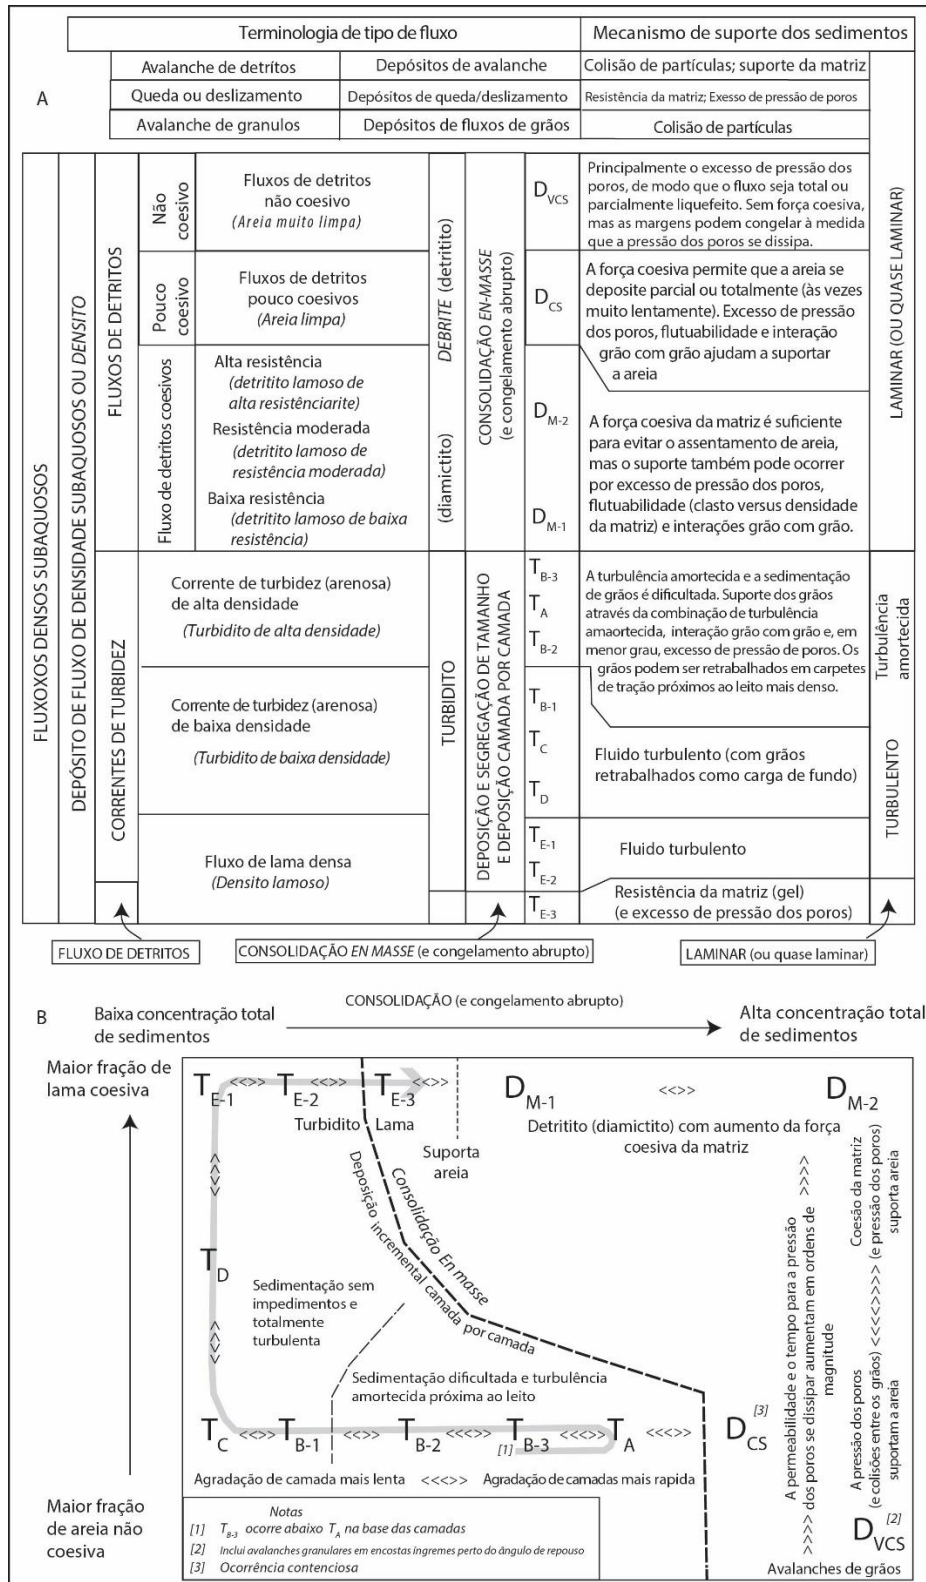 Terminologia de tipo de fluxo
Mecanismo de suporte dos sedimentos
A
Avalanche de detrítos
Depósitos de avalanche
Colisão de partículas; suporte da matriz
Queda ou deslizamento
Depósitos de queda/deslizamento
Resistência da matriz; Exesso de pressão de poros
Avalanche de granulos
Depósitos de fluxos de grãos
Colisão de partículas
FLUXOXOS DENSOS SUBAQUOSOS
DEPÓSITO DE FLUXO DE DENSIDADE SUBAQUOSOS OU DENSITO
FLUXOS DE DETRITOS
Não
coesivo
Fluxos de detritos
não coesivo
(Areia muito limpa)
Pouco
coesivo
Fluxos de detritos
pouco coesivos
(Areia limpa)
Fluxo de detritos coesivos
Alta resistência
(detritito lamoso de
alta resistênciarite)
Resistência moderada
(detritito lamoso de
resistência moderada)
Baixa resistência
(detritito lamoso de baixa
resistência)
DEBRITE (detritito)
(diamictito)
CONSOLIDAÇÃO EN-MASSE
(e congelamento abrupto)
DVCS
DCS
DM-2
DM-1
Principalmente o excesso de pressão dos
poros, de modo que o fluxo seja total ou
parcialmente liquefeito. Sem força coesiva,
mas as margens podem congelar à medida
que a pressão dos poros se dissipa.
A força coesiva permite que a areia se
deposite parcial ou totalmente (às vezes
muito lentamente). Excesso de pressão
dos poros, flutuabilidade e interação
grão com grão ajudam a suportar
a areia
A força coesiva da matriz é suficiente
para evitar o assentamento de areia,
mas o suporte também pode ocorrer
por excesso de pressão dos poros,
flutuabilidade (clasto versus densidade
da matriz) e interações grão com grão.
LAMINAR (OU QUASE LAMINAR)
CORRENTES DE TURBIDEZ
Corrente de turbidez (arenosa)
de alta densidade
(Turbidito de alta densidade)
Corrente de turbidez (arenosa)
de baixa densidade
(Turbidito de baixa densidade)
Fluxo de lama densa
(Densito lamoso)
TURBIDITO
DEPOSIÇÃO E SEGREGAÇÃO DE TAMANHO
E DEPOSIÇÃO CAMADA POR CAMADA
TB-3
TA
TB-2
TB-1
TC
TD
TE-1
TE-2
TE-3
A turbulência amortecida e a sedimentação
de grãos é dificultada. Suporte dos grãos
através da combinação de turbulência
amaortecida, interação grão com grão e, em
menor grau, excesso de pressão de poros. Os
grãos podem ser retrabalhados em carpetes
de tração próximos ao leito mais denso.
Fluido turbulento (com grãos
retrabalhados como carga de fundo)
Fluido turbulento
Resistência da matriz (gel)
(e excesso de pressão dos poros)
Turbulência
amortecida
TURBULENTO
FLUXO DE DETRITOS
CONSOLIDAÇÃO EN MASSE (e congelamento abrupto)
LAMINAR (ou quase laminar)
B
Baixa concentração total
de sedimentos
CONSOLIDAÇÃO (e congelamento abrupto)
Alta concentração total
de sedimentos
Maior fração de
lama coesiva
Maior fração
de areia não
coesiva
TE-1 <<>> TE-2 <<>> TE-3 <<>> DM-1 <<>> DM-2
Turbidito
Lama
Suporta
areia
Detritito (diamictito) com aumento da força
coesiva da matriz
<<>>
TD
<<>>
Deposição incremental camada por camada
Consolidação En masse
Sedimentação sem
impedimentos e
totalmente
turbulenta
Sedimentação dificultada e turbulência
amortecida próxima ao leito
TC <<>> TB-1 <<>> TB-2 <<<>>> TB-3 <<<>>> TA <<<>>> DCS [3]
[1]
Agradação de camada mais lenta <<<>>> Agradação de camadas mais rapida
A permeabilidade e o tempo para a pressão
<<<< dos poros se dissipar aumentam em ordens de >>>>
magnitude
Coesão da matriz
(e pressão dos poros)
suporta areia
<<<<>>>>
A pressão dos poros
(e colisões entre os grãos)
suportam a areia
DVCS [2]
Avalanches de grãos
Notas
[1] TB-3 ocorre abaixo TA na base das camadas
[2] Inclui avalanches granulares em encostas íngremes perto do ângulo de repouso
[3] Ocorrência contenciosa